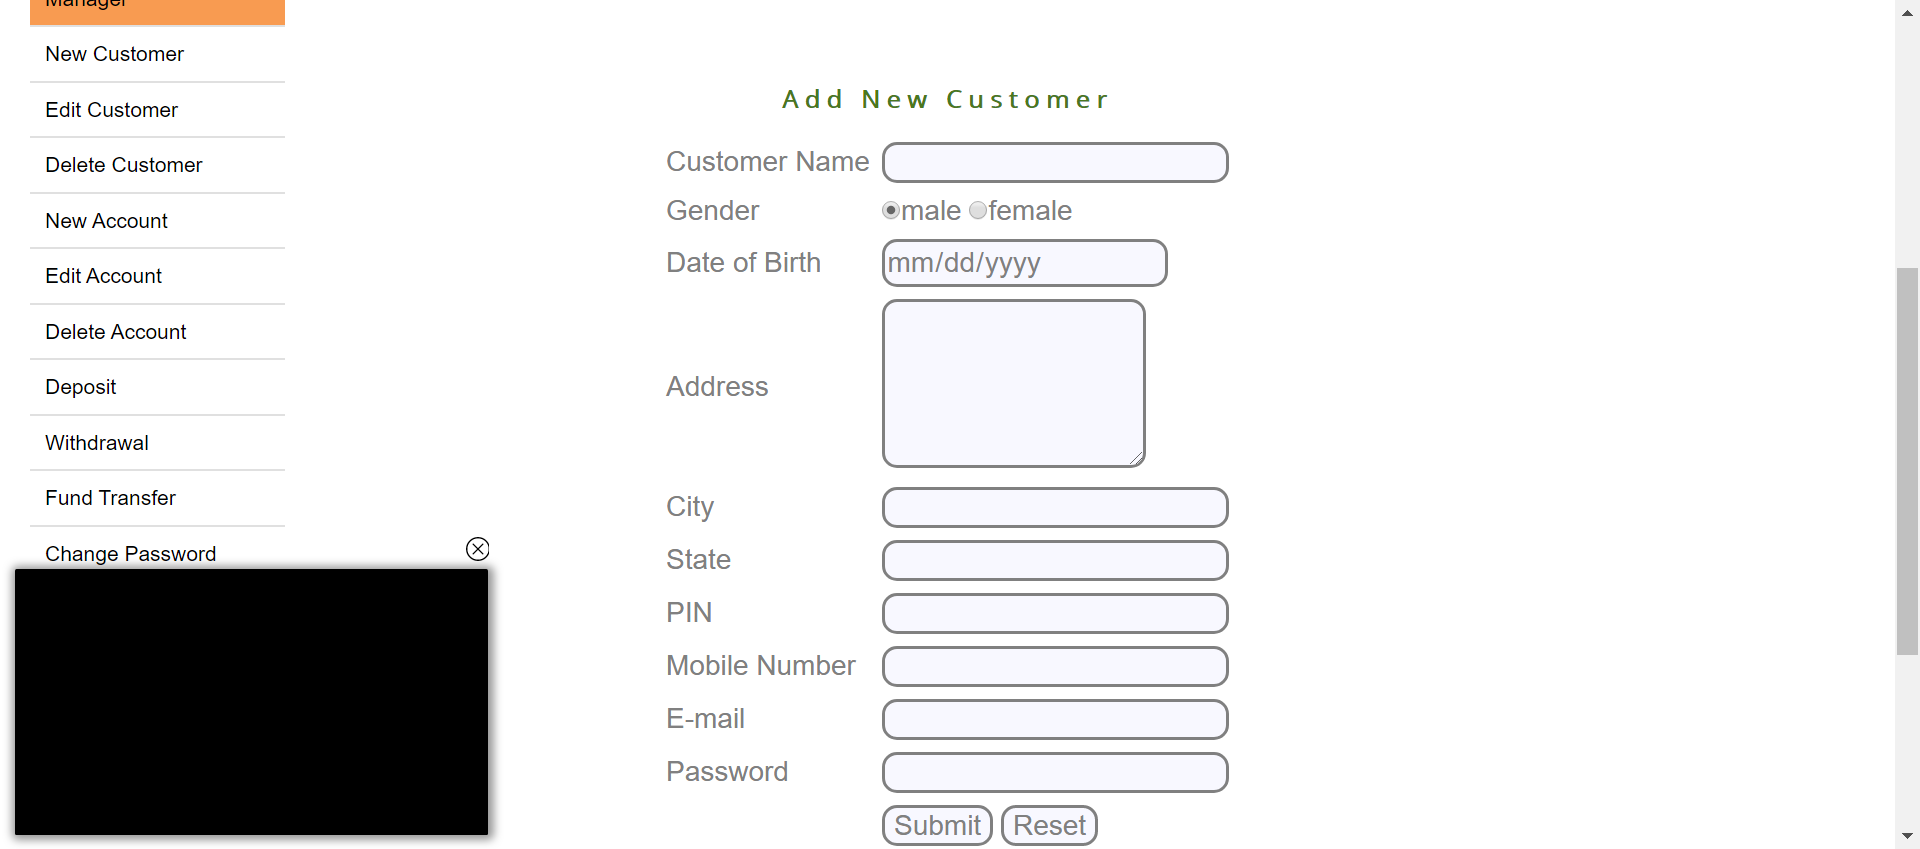 Manager
New Customer
Edit Customer
Delete Customer
New Account
Edit Account
Delete Account
Deposit
Withdrawal
Fund Transfer
Change Password
Add New Customer
Customer Name
Gender male female
Date of Birth mm/dd/yyyy
Address
City
State
PIN
Mobile Number
E-mail
Password
Submit Reset